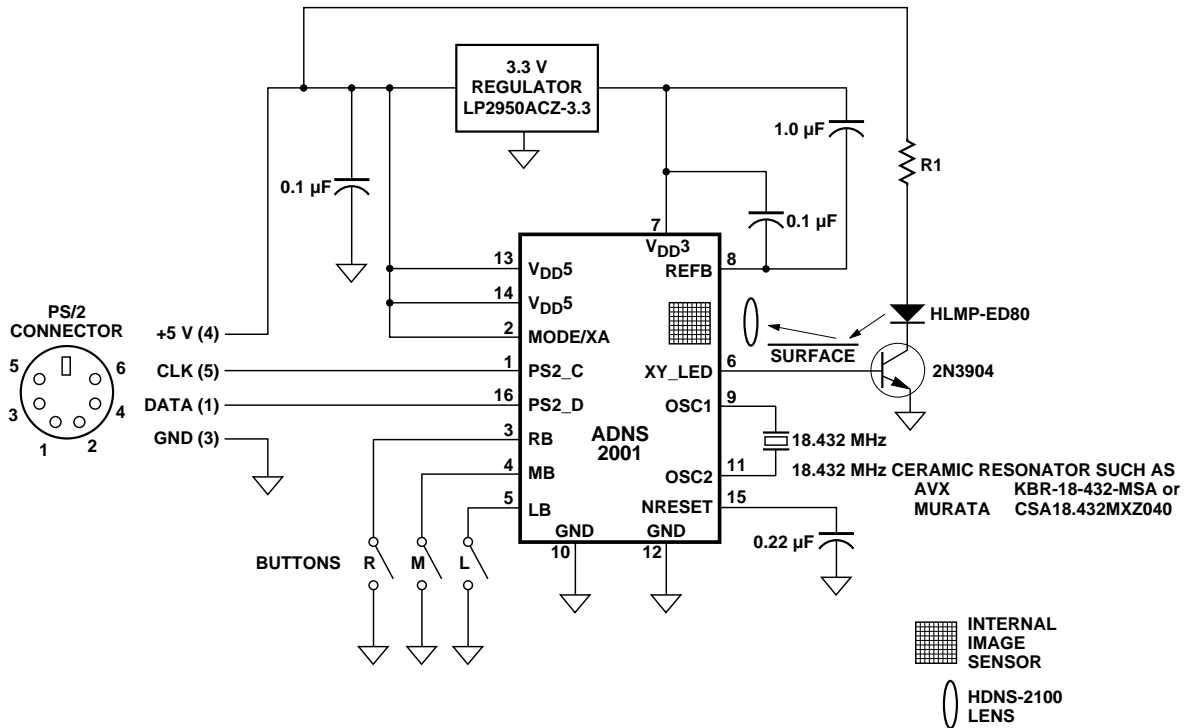 3.3 V
REGULATOR
LP2950ACZ-3.3
1.0 µF
R1
0.1 µF
0.1 µF
7
VDD3
13
VDD5
8
REFB
14
VDD5
PS/2
CONNECTOR
+5 V (4)
2
MODE/XA
HLMP-ED80
SURFACE
5
6
CLK (5)
1
PS2_C
6
XY_LED
2N3904
3
4
DATA (1)
16
PS2_D
9
OSC1
1
2
GND (3)
3
RB
ADNS
2001
18.432 MHz
4
MB
11
OSC2
18.432 MHz CERAMIC RESONATOR SUCH AS
AVX KBR-18-432-MSA or
MURATA CSA18.432MXZ040
5
LB
15
NRESET
GND
10
GND
12
0.22 µF
BUTTONS R M L
INTERNAL
IMAGE
SENSOR
HDNS-2100
LENS